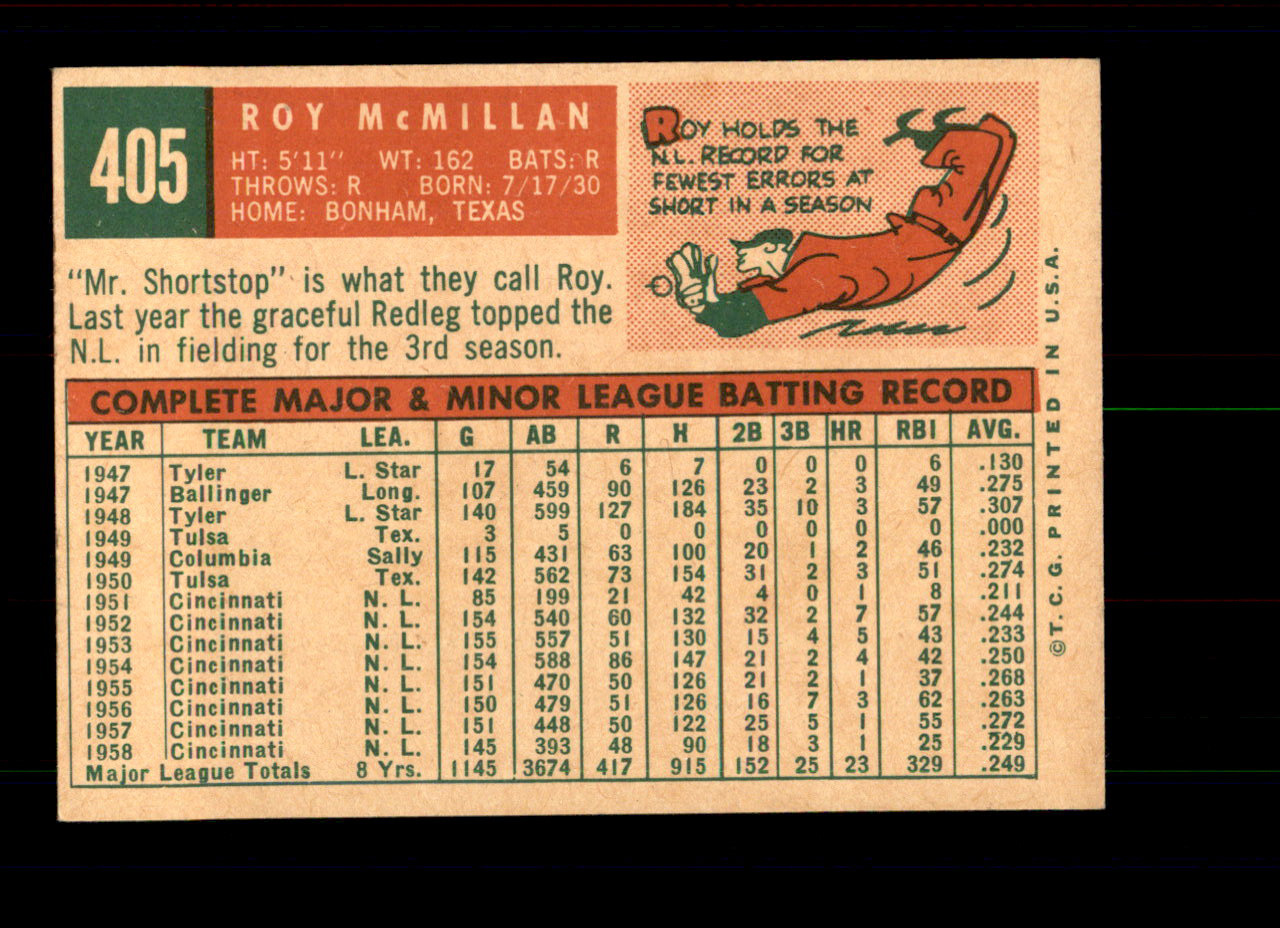 405
ROY McMILLAN
HT: 5'11" WT: 162 BATS: R
THROWS: R BORN: 7/17/30
HOME: BONHAM, TEXAS
ROY HOLDS THE
N.L. RECORD FOR
FEWEST ERRORS AT
SHORT IN A SEASON
"Mr. Shortstop" is what they call Roy.
Last year the graceful Redleg topped the
N.L. in fielding for the 3rd season.
COMPLETE MAJOR & MINOR LEAGUE BATTING RECORD
YEAR TEAM LEA. G AB R H 2B 3B HR RBI AVG.
1947 Tyler L. Star 17 54 6 7 0 0 0 6 .130
1947 Ballinger Long. 107 459 90 126 23 2 3 49 .275
1948 Tyler L. Star 140 599 127 184 35 10 3 57 .307
1949 Tulsa Tex. 3 5 0 0 0 0 0 0 .000
1949 Columbia Sally 115 431 63 100 20 1 2 46 .232
1950 Tulsa Tex. 142 562 73 154 31 2 3 51 .274
1951 Cincinnati N. L. 85 199 21 42 4 0 1 8 .211
1952 Cincinnati N. L. 154 540 60 132 32 2 7 57 .244
1953 Cincinnati N. L. 155 557 51 130 15 4 5 43 .233
1954 Cincinnati N. L. 154 588 86 147 21 2 4 42 .250
1955 Cincinnati N. L. 151 470 50 126 21 2 1 37 .268
1956 Cincinnati N. L. 150 479 51 126 16 7 3 62 .263
1957 Cincinnati N. L. 151 448 50 122 25 5 1 55 .272
1958 Cincinnati N. L. 145 393 48 90 18 3 1 25 .229
Major League Totals 8 Yrs. 1145 3674 417 915 152 25 23 329 .249
©T. C. G. PRINTED IN U.S.A.